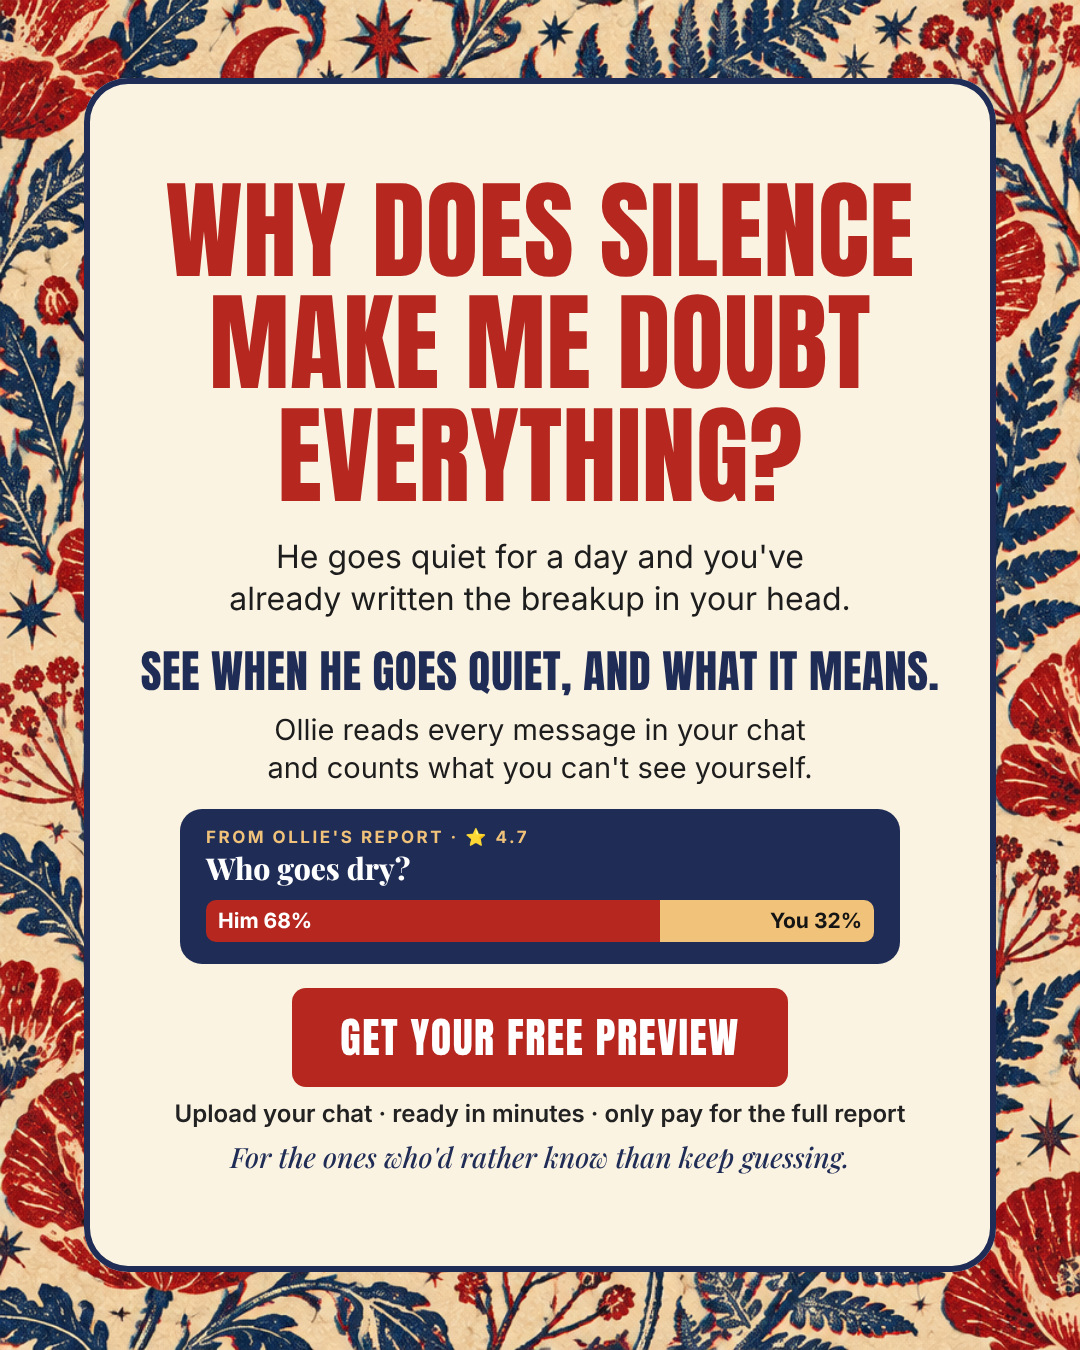 WHY DOES SILENCE
MAKE ME DOUBT
EVERYTHING?
He goes quiet for a day and you've
already written the breakup in your head.
SEE WHEN HE GOES QUIET, AND WHAT IT MEANS.
Ollie reads every message in your chat
and counts what you can't see yourself.
FROM OLLIE'S REPORT · ⭐ 4.7
Who goes dry?
Him 68% You 32%
GET YOUR FREE PREVIEW
Upload your chat · ready in minutes · only pay for the full report
For the ones who'd rather know than keep guessing.